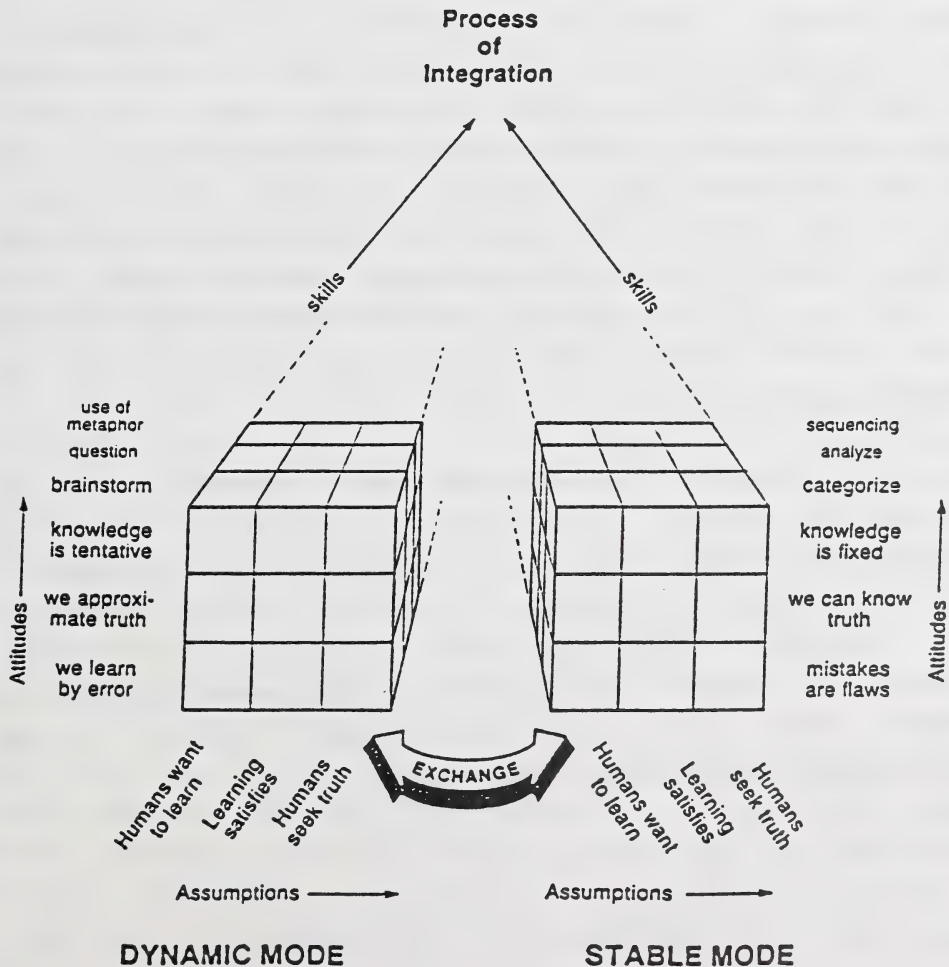 Process
of
Integration
skills
skills
use of
metaphor
question
brainstorm
knowledge
is tentative
we approxi-
mate truth
we learn
by error
Attitudes
sequencing
analyze
categorize
knowledge
is fixed
we can know
truth
mistakes
are flaws
Attitudes
EXCHANGE
Humans want
to learn
Learning
satisfies
Humans
seek truth
Humans want
to learn
Learning
satisfies
Humans
seek truth
Assumptions
Assumptions
DYNAMIC MODE
STABLE MODE